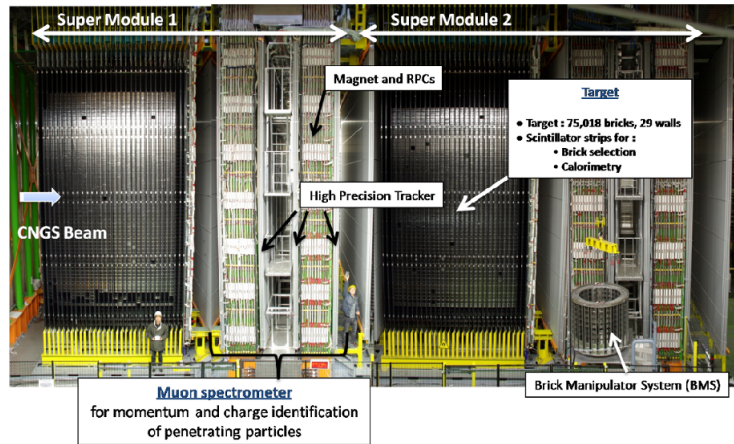 Super Module 1
Super Module 2
Magnet and RPCs
Target
• Target : 75,018 bricks, 29 walls
• Scintillator strips for :
• Brick selection
• Calorimetry
High Precision Tracker
CNGS Beam
Muon spectrometer
for momentum and charge identification
of penetrating particles
Brick Manipulator System (BMS)